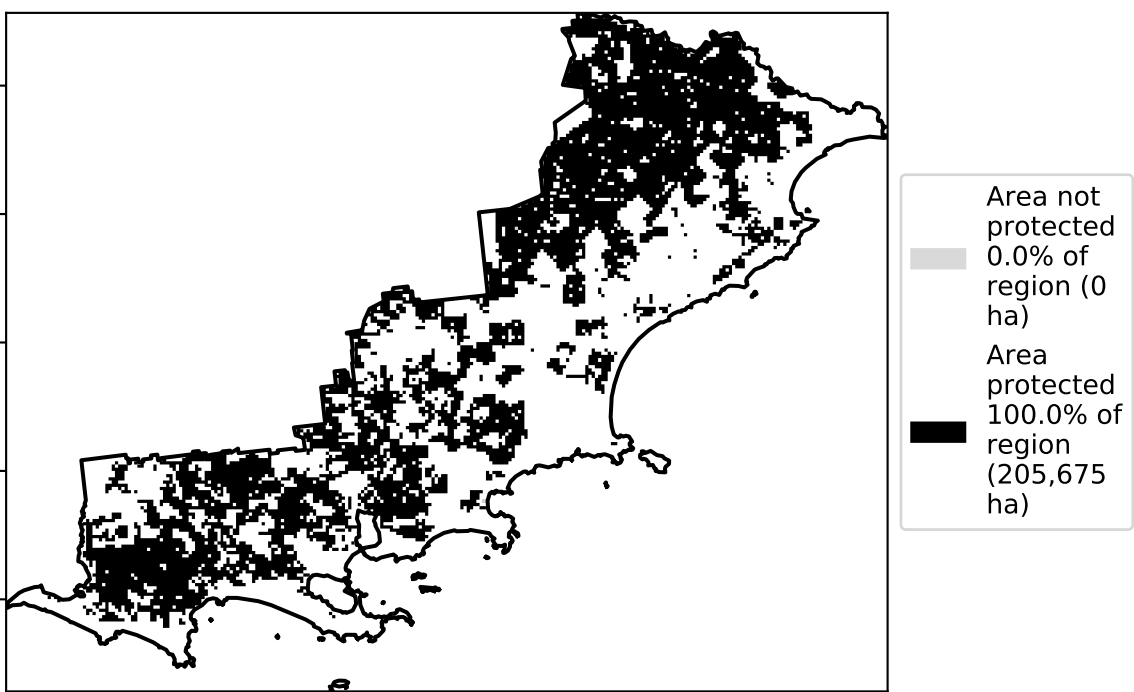 Area not
protected
0.0% of
region (0
ha)
Area
protected
100.0% of
region
(205,675
ha)